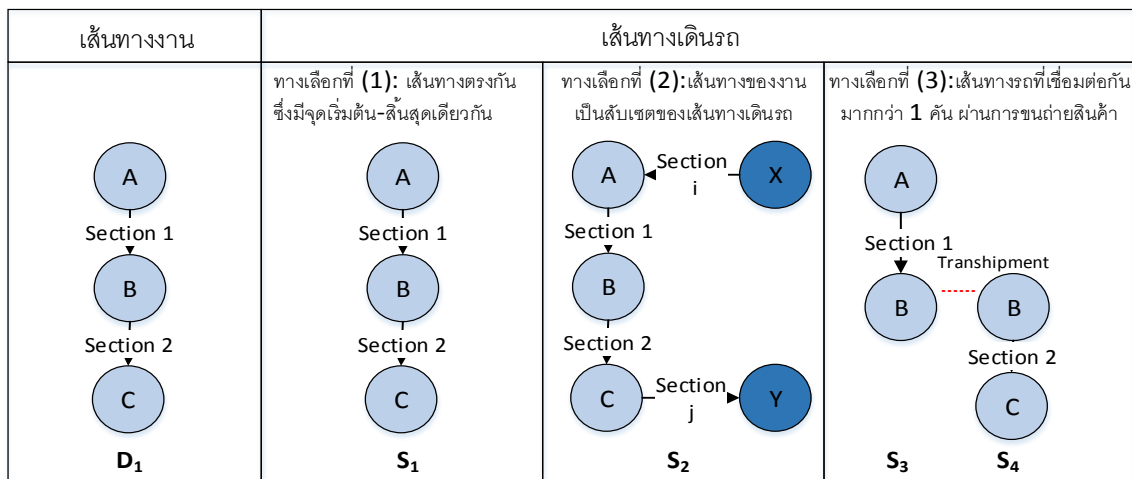 เส้นทางงาน
เส้นทางเดินรถ
ทางเลือกที่ (1): เส้นทางตรงกัน
ซึ่งมีจุดเริ่มต้น-สิ้นสุดเดียวกัน
ทางเลือกที่ (2):เส้นทางของงาน
เป็นสับเซตของเส้นทางเดินรถ
ทางเลือกที่ (3):เส้นทางรถที่เชื่อมต่อกัน
มากกว่า 1 คัน ผ่านการขนถ่ายสินค้า
A
Section 1
B
Section 2
C
D1
A
Section 1
B
Section 2
C
S1
A
Section
i
X
Section 1
B
Section 2
C
Section
j
Y
S2
A
Section 1
Transhipment
B
B
Section 2
C
S3
S4